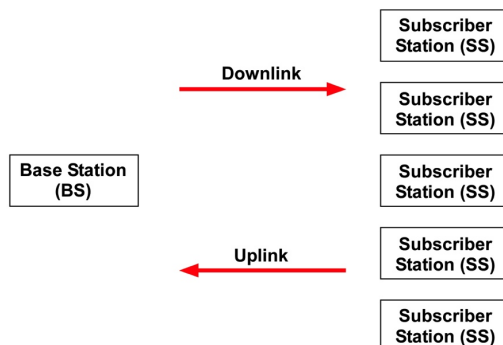 Subscriber
Station (SS)
Downlink
Subscriber
Station (SS)
Base Station
(BS)
Subscriber
Station (SS)
Uplink
Subscriber
Station (SS)
Subscriber
Station (SS)